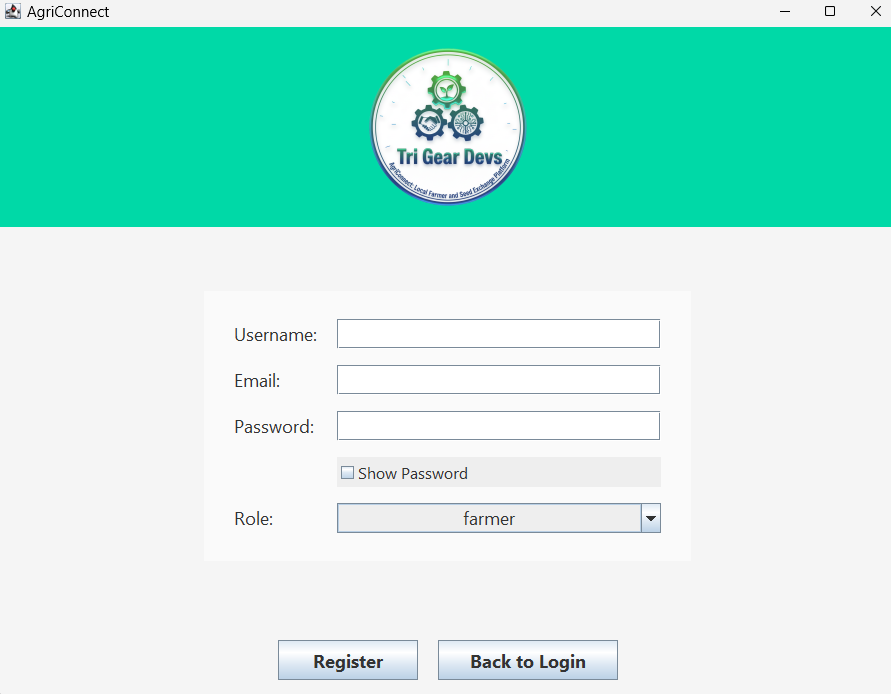 AgriConnect
Tri Gear Devs
AgriConnect, Local Farmer and Seed Exchange Platform
Username:
Email:
Password:
Show Password
Role:
farmer
Register
Back to Login